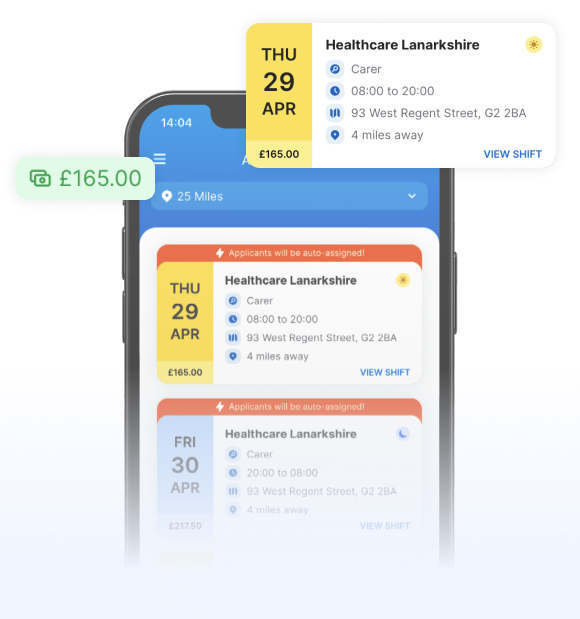 THU
29
APR
£165.00
Healthcare Lanarkshire
Carer
08:00 to 20:00
93 West Regent Street, G2 2BA
4 miles away
VIEW SHIFT
14:04
A
£165.00
25 Miles
Applicants will be auto-assigned!
THU
29
APR
£165.00
Healthcare Lanarkshire
Carer
08:00 to 20:00
93 West Regent Street, G2 2BA
4 miles away
VIEW SHIFT
Applicants will be auto-assigned!
FRI
30
APR
£217.50
Healthcare Lanarkshire
Carer
20:00 to 08:00
93 West Regent Street, G2 2BA
4 miles away
VIEW SHIFT